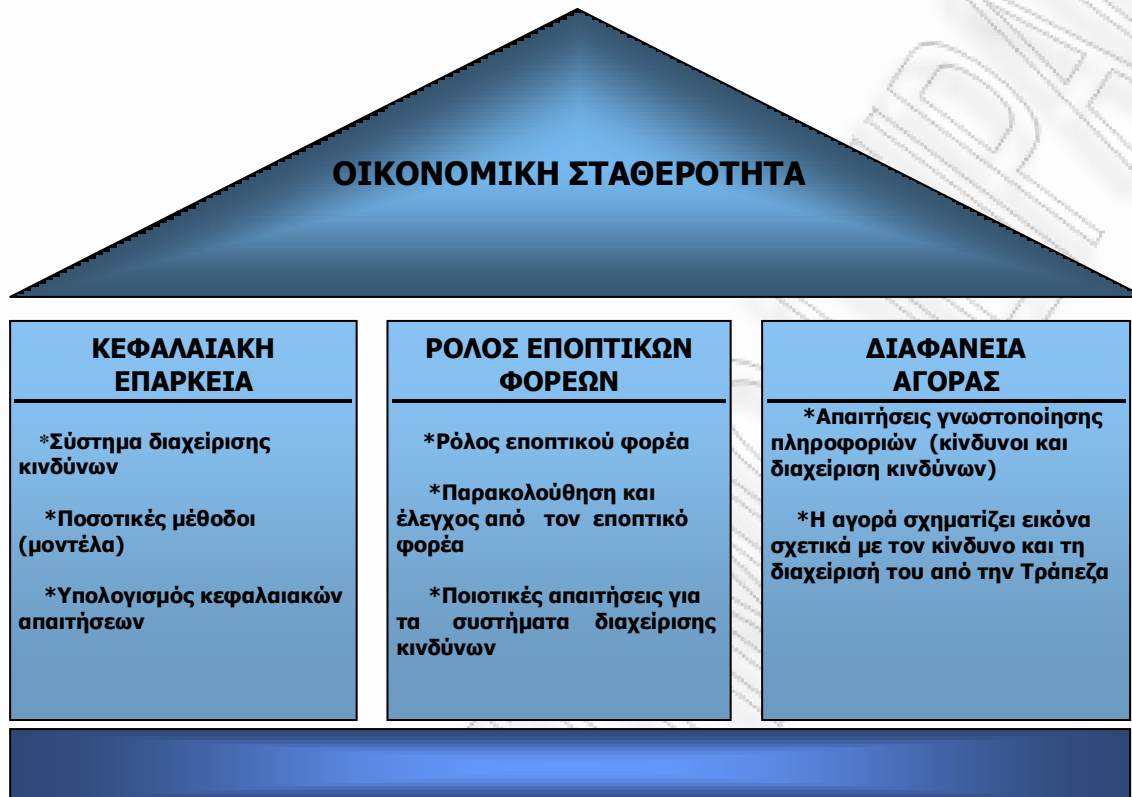 ΟΙΚΟΝΟΜΙΚΗ ΣΤΑΘΕΡΟΤΗΤΑ
ΚΕΦΑΛΑΙΑΚΗ
ΕΠΑΡΚΕΙΑ
*Σύστημα διαχείρισης
κινδύνων
*Ποσοτικές μέθοδοι
(μοντέλα)
*Υπολογισμός κεφαλαιακών
απαιτήσεων
ΡΟΛΟΣ ΕΠΟΠΤΙΚΩΝ
ΦΟΡΕΩΝ
*Ρόλος εποπτικού φορέα
*Παρακολούθηση και
έλεγχος από τον εποπτικό
φορέα
*Ποιοτικές απαιτήσεις για
τα συστήματα διαχείρισης
κινδύνων
ΔΙΑΦΑΝΕΙΑ
ΑΓΟΡΑΣ
*Απαιτήσεις γνωστοποίησης
πληροφοριών (κίνδυνοι και
διαχείριση κινδύνων)
*Η αγορά σχηματίζει εικόνα
σχετικά με τον κίνδυνο και τη
διαχείρισή του από την Τράπεζα